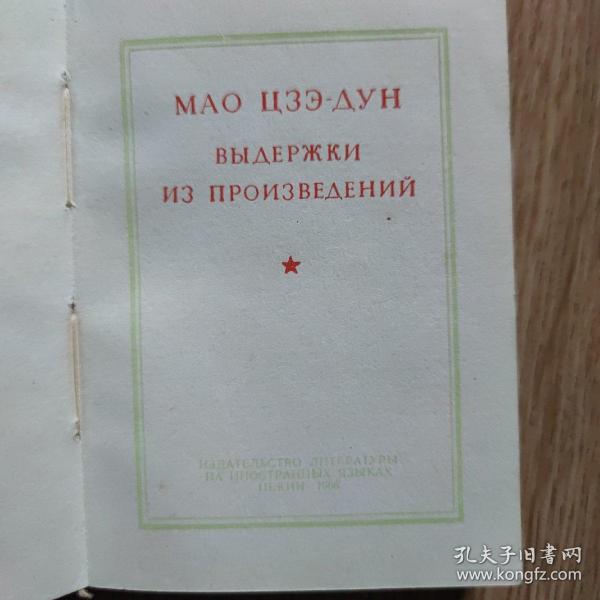 МАО ЦЗЭ-ДУН
ВЫДЕРЖКИ
ИЗ ПРОИЗВЕДЕНИЙ
ИЗДАТЕЛЬСТВО ЛИТЕРАТУРЫ
НА ИНОСТРАННЫХ ЯЗЫКАХ
ПЕКИН 1966
孔夫子旧书网
www.kongfz.com